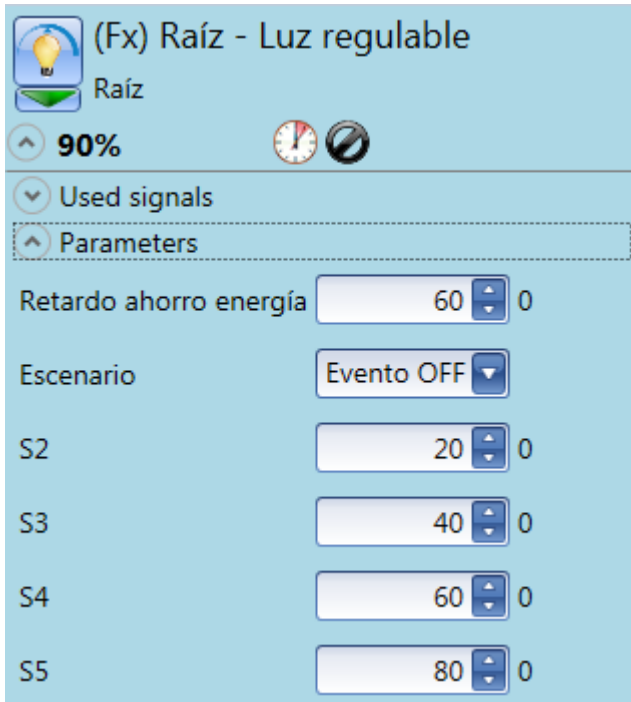 (Fx) Raíz - Luz regulable
Raíz
90%
Used signals
Parameters
Retardo ahorro energía 60 0
Escenario Evento OFF
S2 20 0
S3 40 0
S4 60 0
S5 80 0